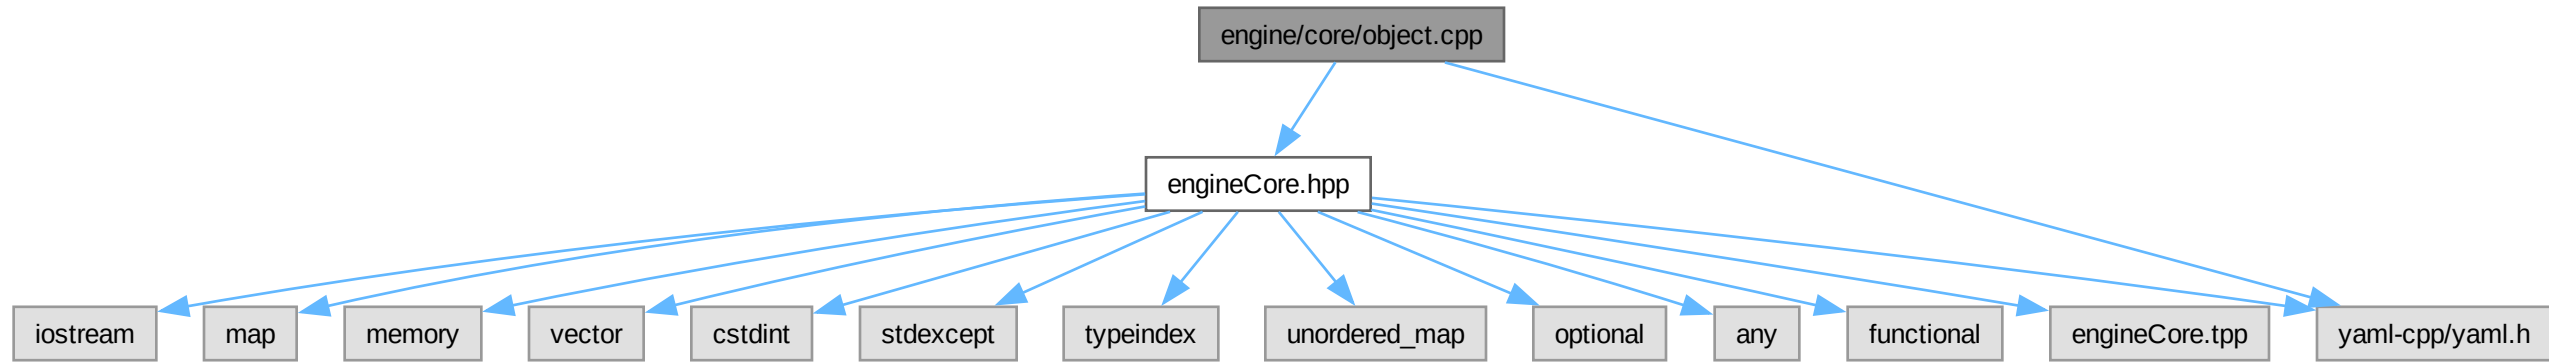 engine/core/object.cpp
engineCore.hpp
iostream
map
memory
vector
cstdint
stdexcept
typeindex
unordered_map
optional
any
functional
engineCore.tpp
yaml-cpp/yaml.h